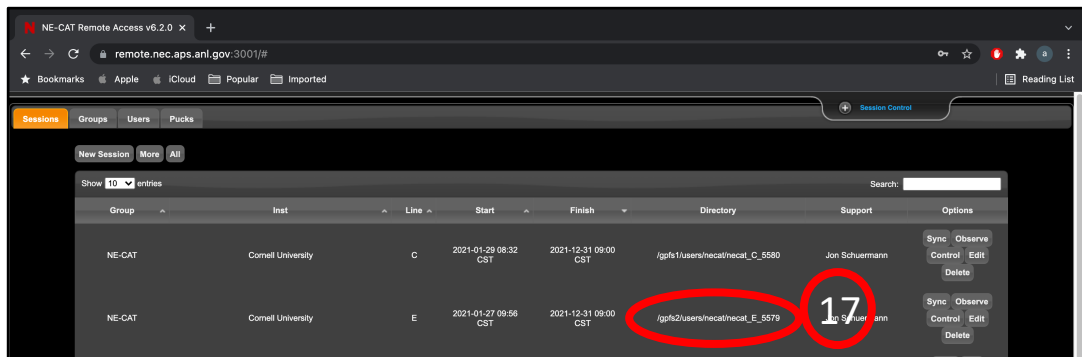 NE-CAT Remote Access v6.2.0
remote.nec.aps.anl.gov:3001/#
a
Bookmarks Apple iCloud Popular Imported Reading List
Session Control
Sessions Groups Users Pucks
New Session More All
Show 10 entries Search:
Group Inst Line Start Finish Directory Support Options
NE-CAT Cornell University C 2021-01-29 08:32 CST 2021-12-31 09:00 CST /gpfs1/users/necat/necat_C_5580 Jon Schuermann Sync Observe Control Edit Delete
NE-CAT Cornell University E 2021-01-27 09:56 CST 2021-12-31 09:00 CST /gpfs2/users/necat/necat_E_5579 Jon Schuermann Sync Observe Control Edit Delete
17